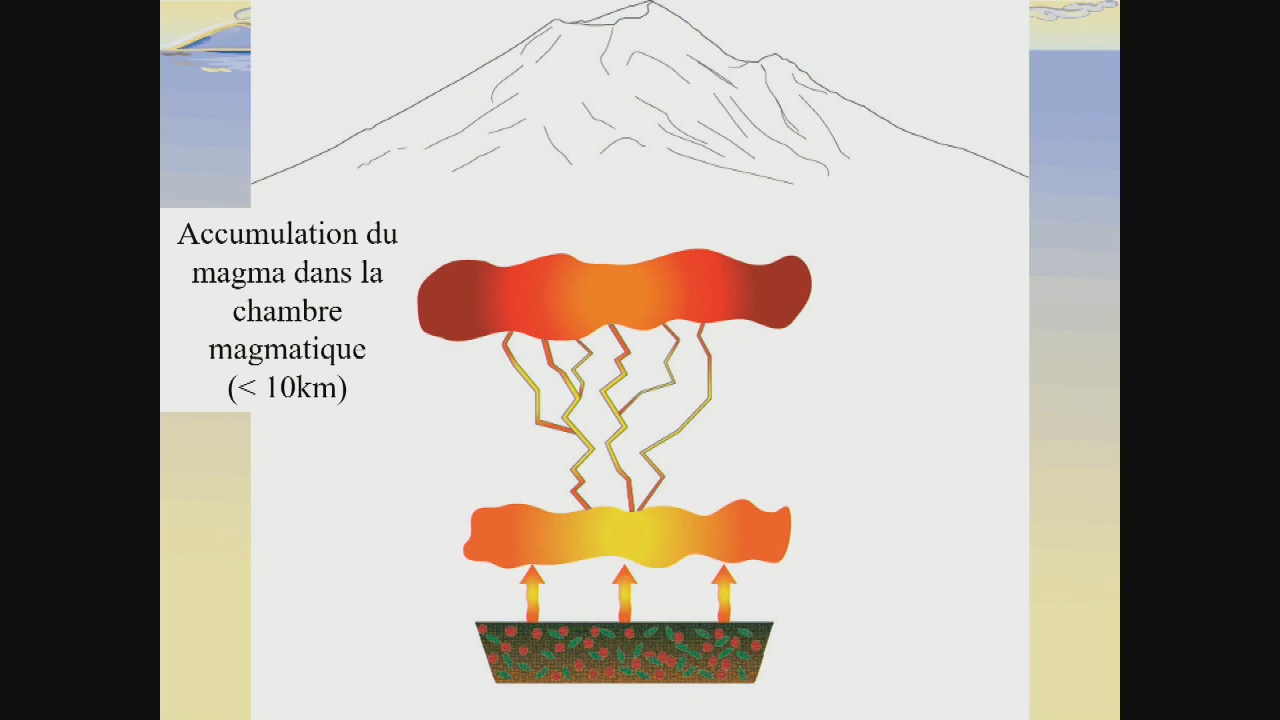 Accumulation du
magma dans la
chambre
magmatique
(< 10km)